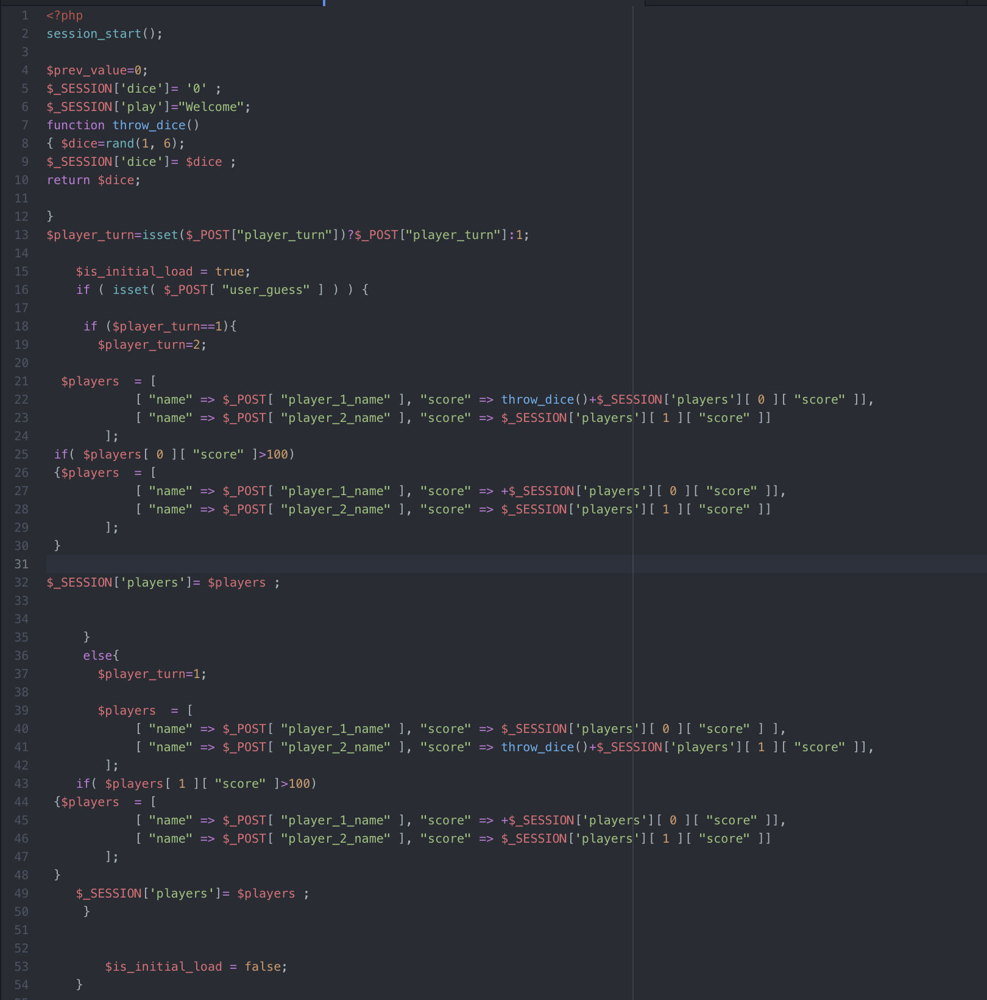 1 <?php
2 session_start();
3
4 $prev_value=0;
5 $_SESSION['dice']= '0' ;
6 $_SESSION['play']="Welcome";
7 function throw_dice()
8 { $dice=rand(1, 6);
9 $_SESSION['dice']= $dice ;
10 return $dice;
11
12 }
13 $player_turn=isset($_POST["player_turn"])?$_POST["player_turn"]:1;
14
15     $is_initial_load = true;
16     if ( isset( $_POST[ "user_guess" ] ) ) {
17
18      if ($player_turn==1){
19        $player_turn=2;
20
21   $players  = [
22             [ "name" => $_POST[ "player_1_name" ], "score" => throw_dice()+$_SESSION['players'][ 0 ][ "score" ]],
23             [ "name" => $_POST[ "player_2_name" ], "score" => $_SESSION['players'][ 1 ][ "score" ]]
24         ];
25  if( $players[ 0 ][ "score" ]>100)
26  {$players  = [
27             [ "name" => $_POST[ "player_1_name" ], "score" => +$_SESSION['players'][ 0 ][ "score" ]],
28             [ "name" => $_POST[ "player_2_name" ], "score" => $_SESSION['players'][ 1 ][ "score" ]]
29         ];
30  }
31
32 $_SESSION['players']= $players ;
33
34
35      }
36      else{
37        $player_turn=1;
38
39        $players  = [
40             [ "name" => $_POST[ "player_1_name" ], "score" => $_SESSION['players'][ 0 ][ "score" ] ],
41             [ "name" => $_POST[ "player_2_name" ], "score" => throw_dice()+$_SESSION['players'][ 1 ][ "score" ]],
42         ];
43     if( $players[ 1 ][ "score" ]>100)
44  {$players  = [
45             [ "name" => $_POST[ "player_1_name" ], "score" => +$_SESSION['players'][ 0 ][ "score" ]],
46             [ "name" => $_POST[ "player_2_name" ], "score" => $_SESSION['players'][ 1 ][ "score" ]]
47         ];
48  }
49     $_SESSION['players']= $players ;
50      }
51
52
53         $is_initial_load = false;
54     }